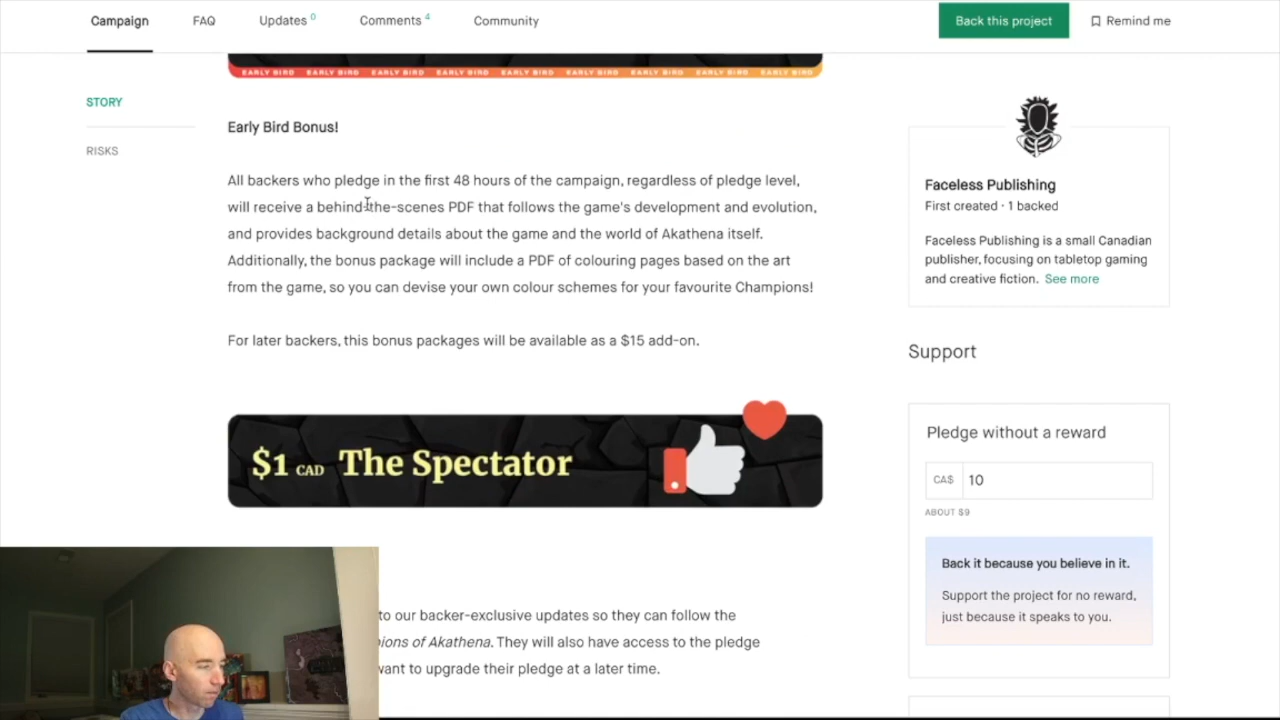 Campaign FAQ Updates 0 Comments 4 Community Back this project Remind me
EARLY BIRD EARLY BIRD EARLY BIRD EARLY BIRD EARLY BIRD EARLY BIRD EARLY BIRD EARLY BIRD EARLY BIRD
STORY
RISKS
Early Bird Bonus!
All backers who pledge in the first 48 hours of the campaign, regardless of pledge level,
will receive a behind-the-scenes PDF that follows the game's development and evolution,
and provides background details about the game and the world of Akathena itself.
Additionally, the bonus package will include a PDF of colouring pages based on the art
from the game, so you can devise your own colour schemes for your favourite Champions!
For later backers, this bonus packages will be available as a $15 add-on.
$1 CAD The Spectator
to our backer-exclusive updates so they can follow the
ions of Akathena. They will also have access to the pledge
want to upgrade their pledge at a later time.
Faceless Publishing
First created · 1 backed
Faceless Publishing is a small Canadian
publisher, focusing on tabletop gaming
and creative fiction. See more
Support
Pledge without a reward
CA$ 10
ABOUT $9
Back it because you believe in it.
Support the project for no reward,
just because it speaks to you.